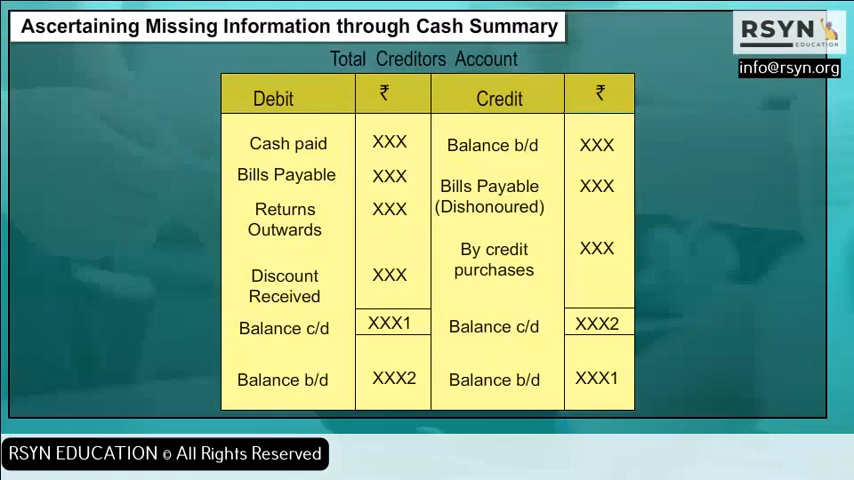 Ascertaining Missing Information through Cash Summary
RSYN
EDUCATION
info@rsyn.org
Total Creditors Account
Debit ₹ Credit ₹
Cash paid XXX Balance b/d XXX
Bills Payable XXX Bills Payable (Dishonoured) XXX
Returns Outwards XXX By credit purchases XXX
Discount Received XXX
Balance c/d XXX1 Balance c/d XXX2
Balance b/d XXX2 Balance b/d XXX1
RSYN EDUCATION © All Rights Reserved